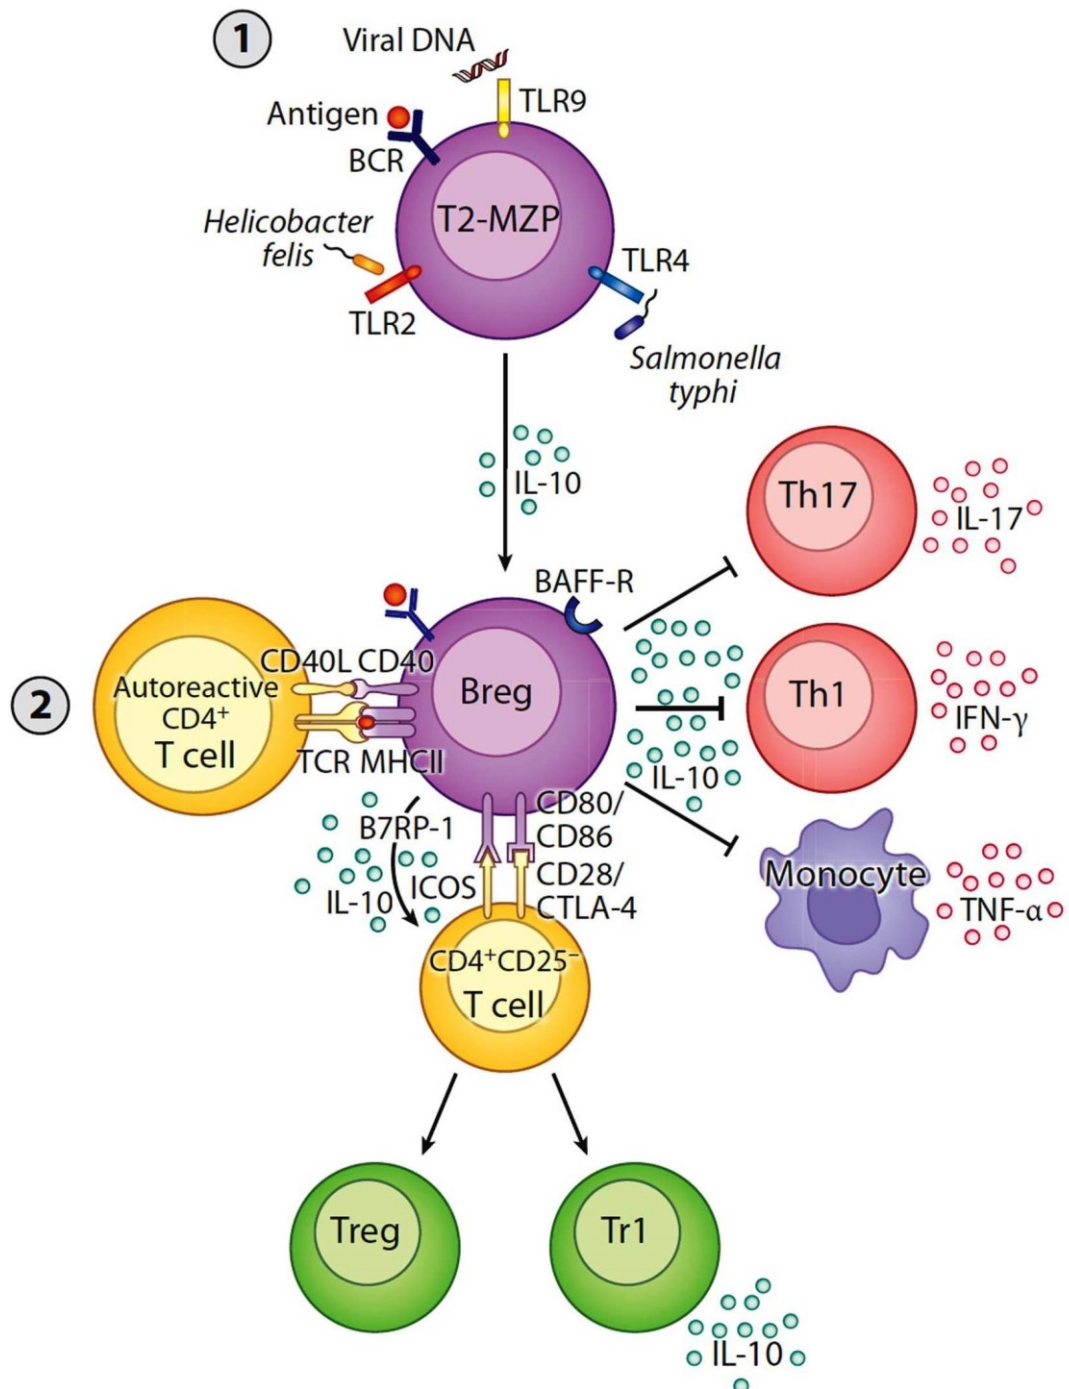 1
Viral DNA
TLR9
Antigen
BCR
T2-MZP
Helicobacter
felis
TLR2
TLR4
Salmonella
typhi
IL-10
Th17
IL-17
BAFF-R
2
Autoreactive
CD4⁺
T cell
CD40L CD40
TCR MHCII
Breg
Th1
IFN-γ
IL-10
B7RP-1
IL-10
ICOS
CD80/
CD86
CD28/
CTLA-4
Monocyte
TNF-α
CD4⁺CD25⁻
T cell
Treg
Tr1
IL-10